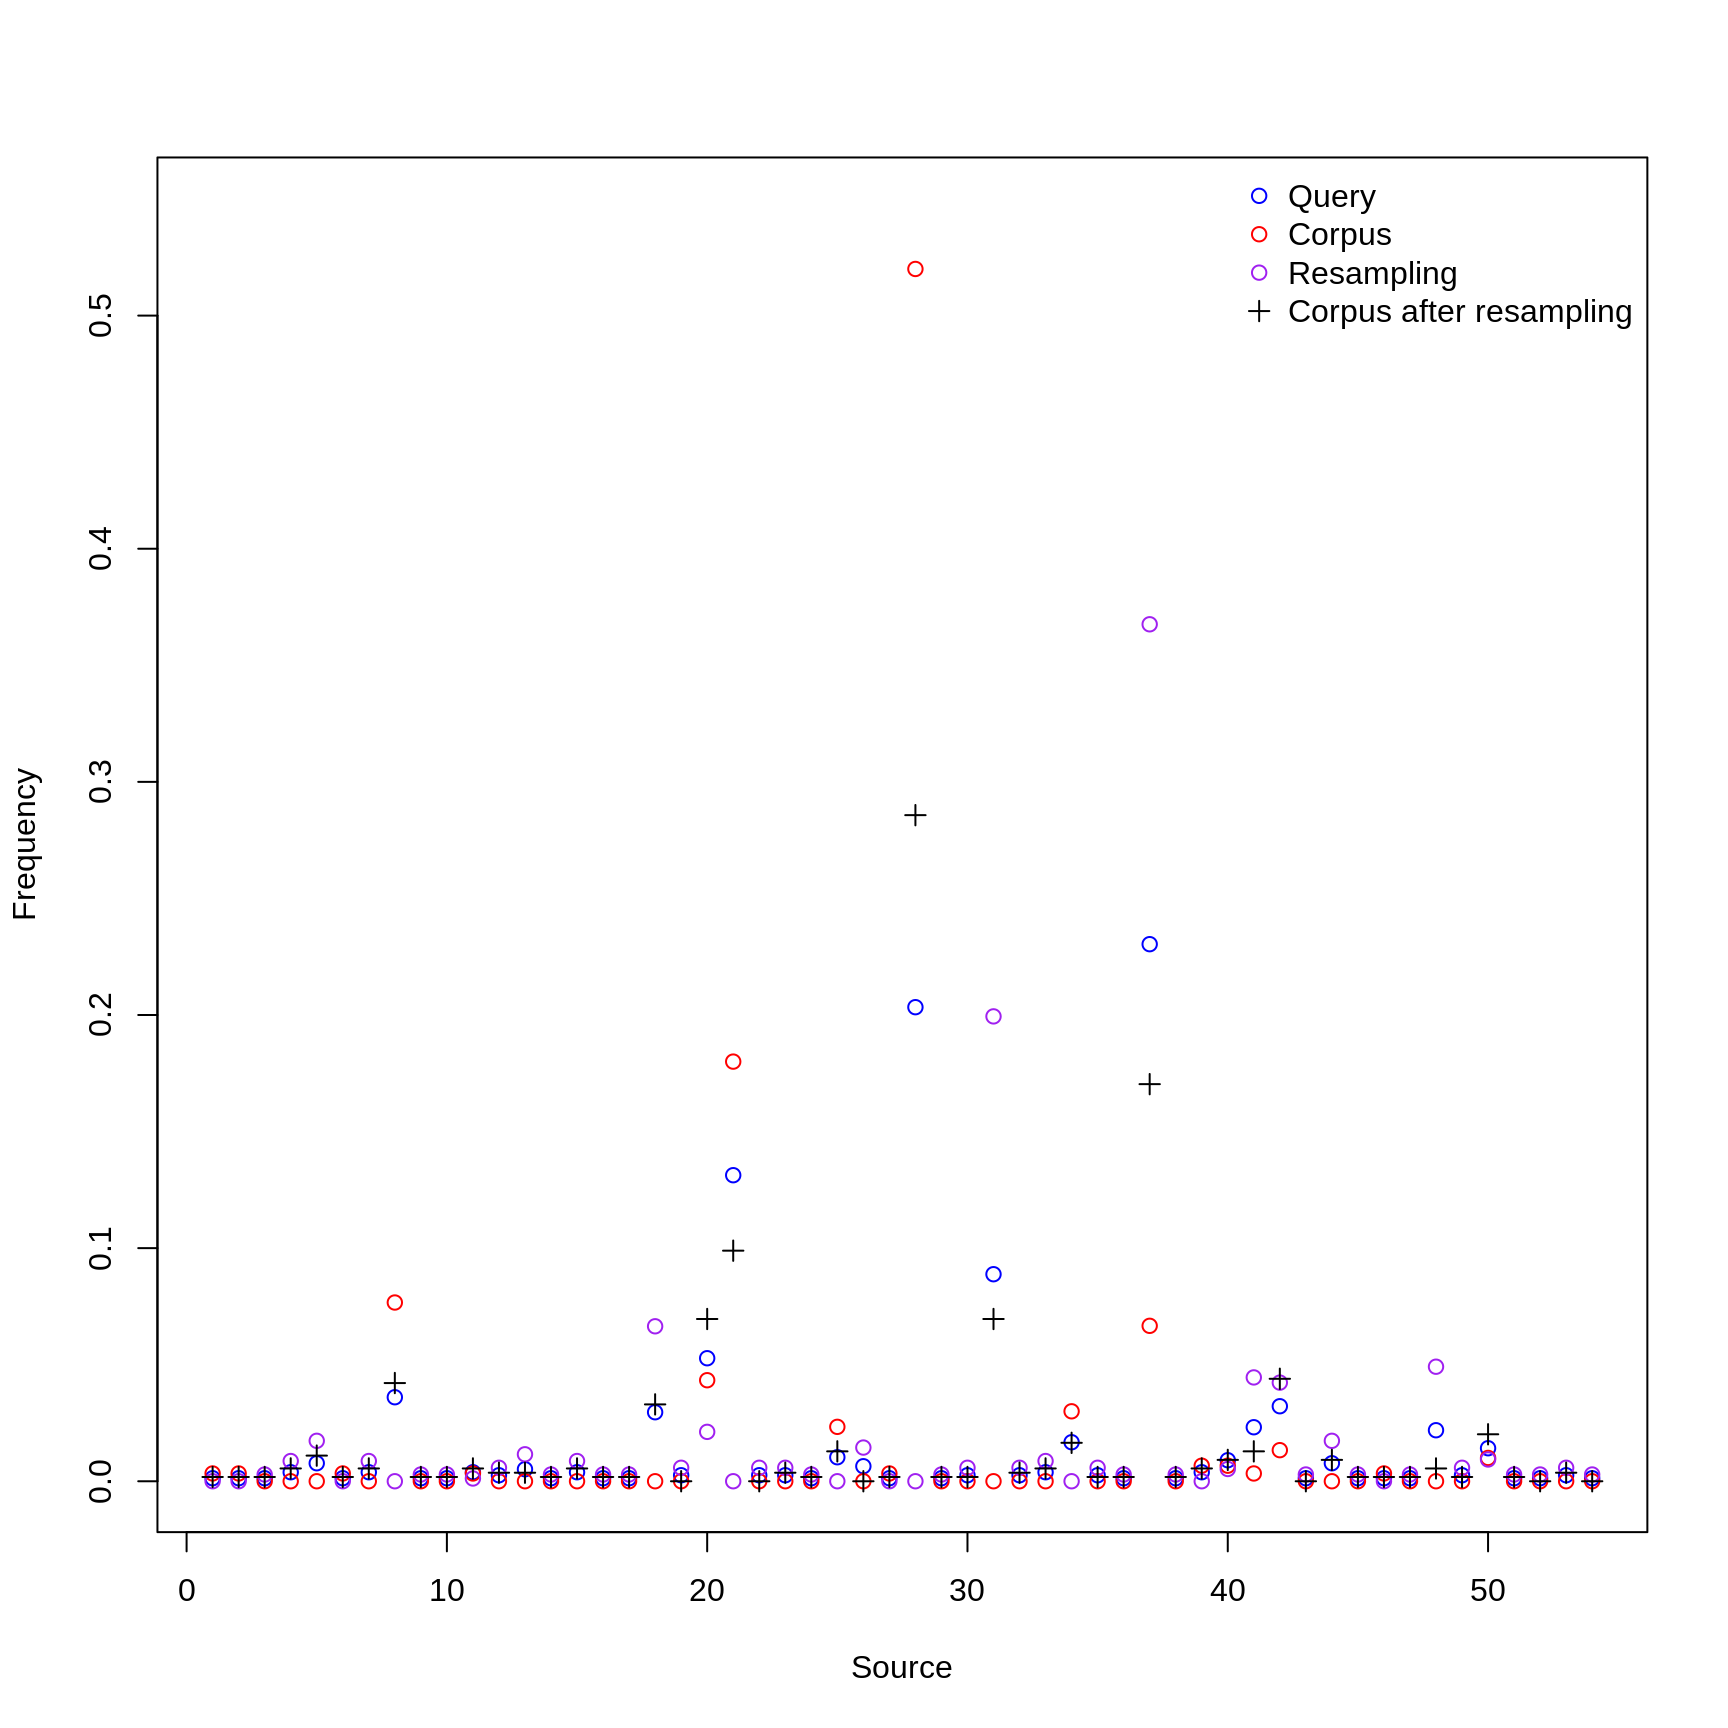 Query
Corpus
Resampling
Corpus after resampling
0.5
0.4
0.3
0.2
0.1
0.0
Frequency
0 10 20 30 40 50
Source